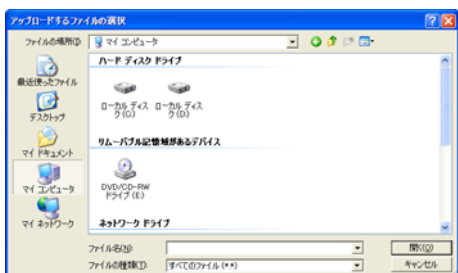 アップロードするファイルの選択
ファイルの場所(I):
マイ コンピュータ
最近使ったファイル
デスクトップ
マイ ドキュメント
マイ コンピュータ
マイ ネットワーク
ハード ディスク ドライブ
ローカル ディスク (C)
ローカル ディスク (D)
リムーバブル記憶域があるデバイス
DVD/CD-RW ドライブ (E)
ネットワーク ドライブ
ファイル名(N):
開く(O)
ファイルの種類(T):
すべてのファイル (*.*)
キャンセル